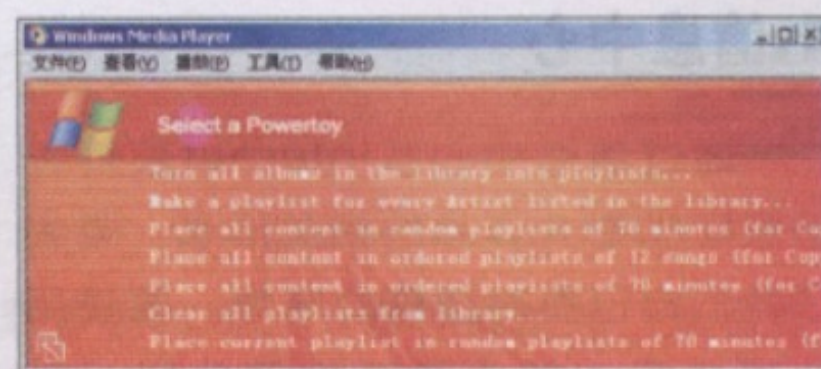 Windows Media Player
文件(F) 查看(V) 播放(P) 工具(T) 帮助(H)
Select a Powertoy
Turn all albums in the library into playlists...
Make a playlist for every Artist listed in the library...
Place all content in random playlists of 70 minutes (for Cop
Place all content in ordered playlists of 12 songs (for Copy
Place all content in ordered playlists of 70 minutes (for C
Clear all playlists from library...
Place current playlist in random playlists of 70 minutes (f